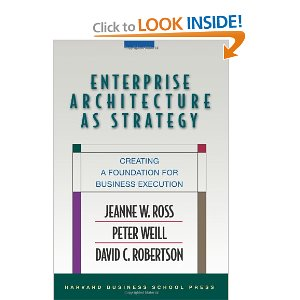 Click to LOOK INSIDE!
ENTERPRISE
ARCHITECTURE
AS STRATEGY
CREATING
A FOUNDATION FOR
BUSINESS EXECUTION
JEANNE W. ROSS
PETER WEILL
DAVID C. ROBERTSON
HARVARD BUSINESS SCHOOL PRESS